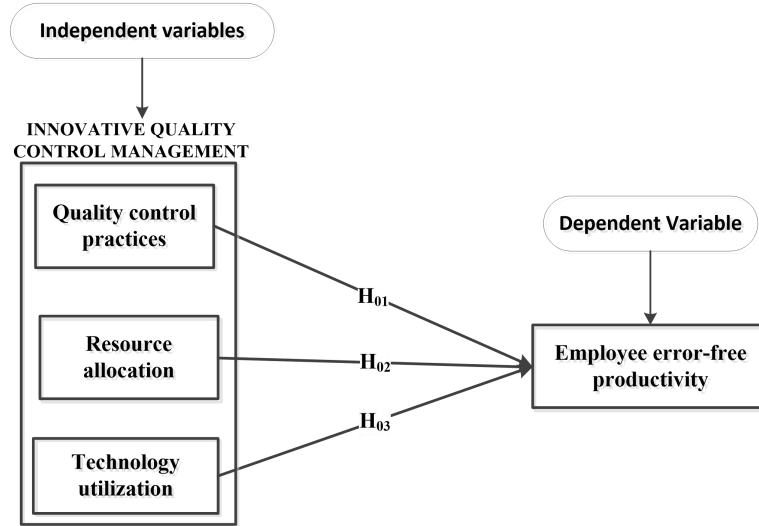 Independent variables
INNOVATIVE QUALITY
CONTROL MANAGEMENT
Quality control
practices
Resource
allocation
Technology
utilization
H₀₁
H₀₂
H₀₃
Dependent Variable
Employee error-free
productivity